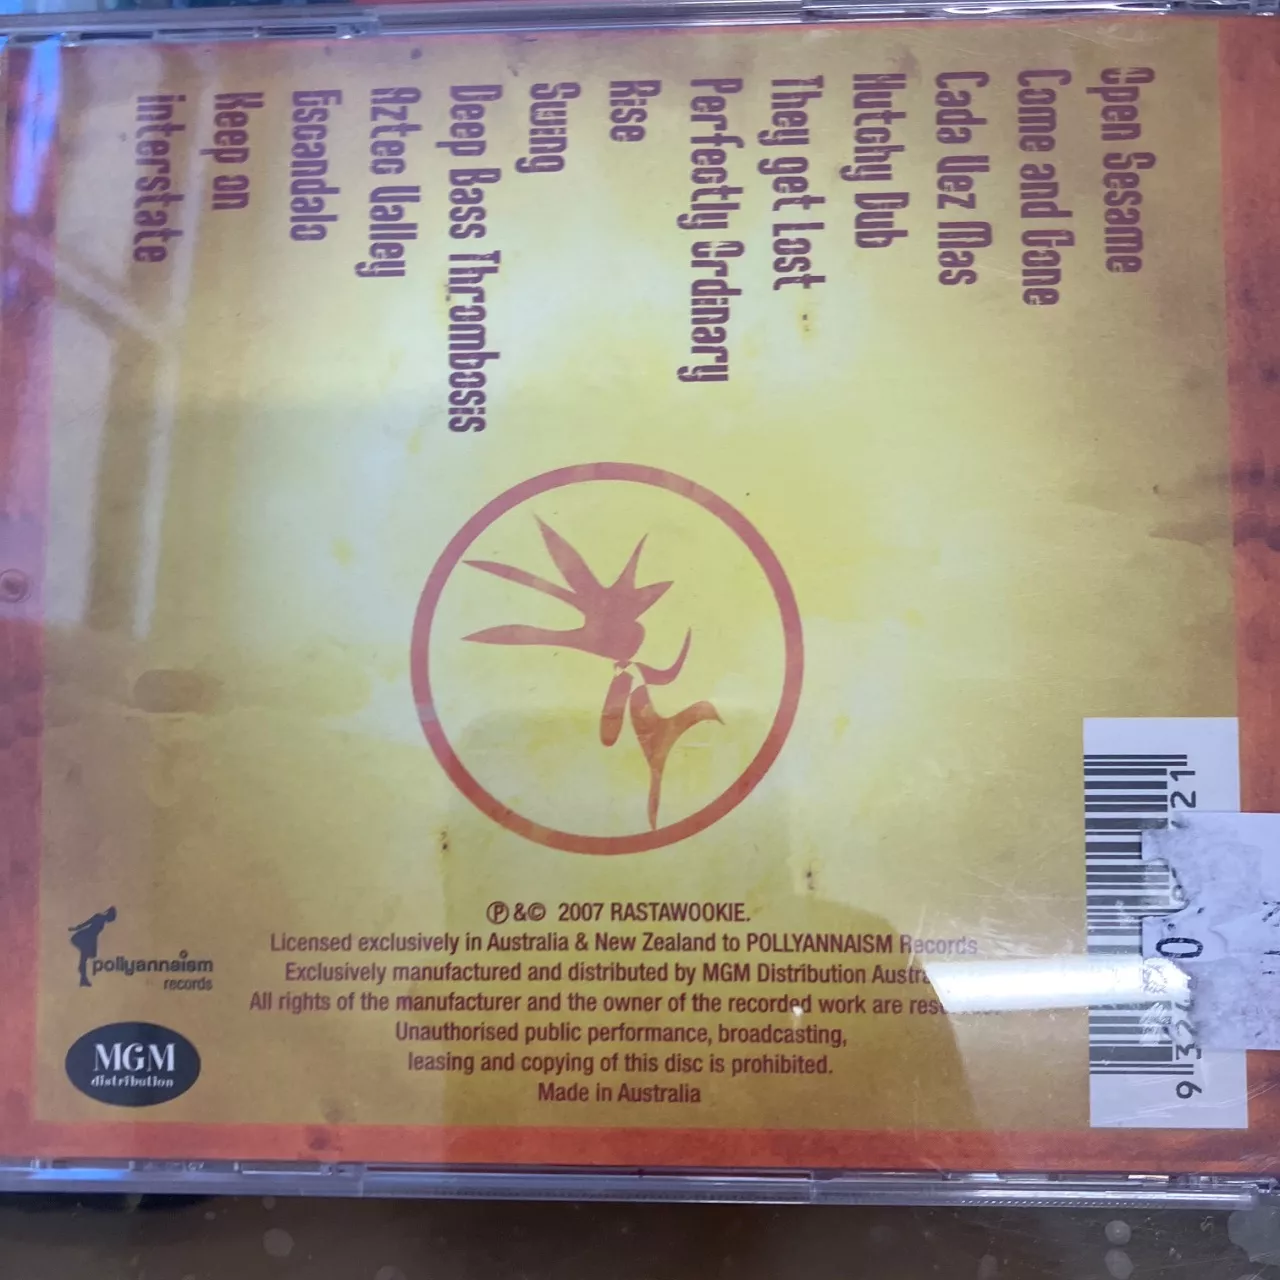 Open Sesame
Come and Gone
Cada Vez Mas
Hutchy Dub
They get Lost
Perfectly Ordinary
Rise
Swing
Deep Bass Thrombosis
Aztec Valley
Escandalo
Keep on
interstate
℗ & © 2007 RASTAWOOKIE.
Licensed exclusively in Australia & New Zealand to POLLYANNAISM Records
Exclusively manufactured and distributed by MGM Distribution
All rights of the manufacturer and the owner of the recorded work are
Unauthorised public performance, broadcasting,
leasing and copying of this disc is prohibited.
Made in Australia
pollyannaism
records
MGM
distribution